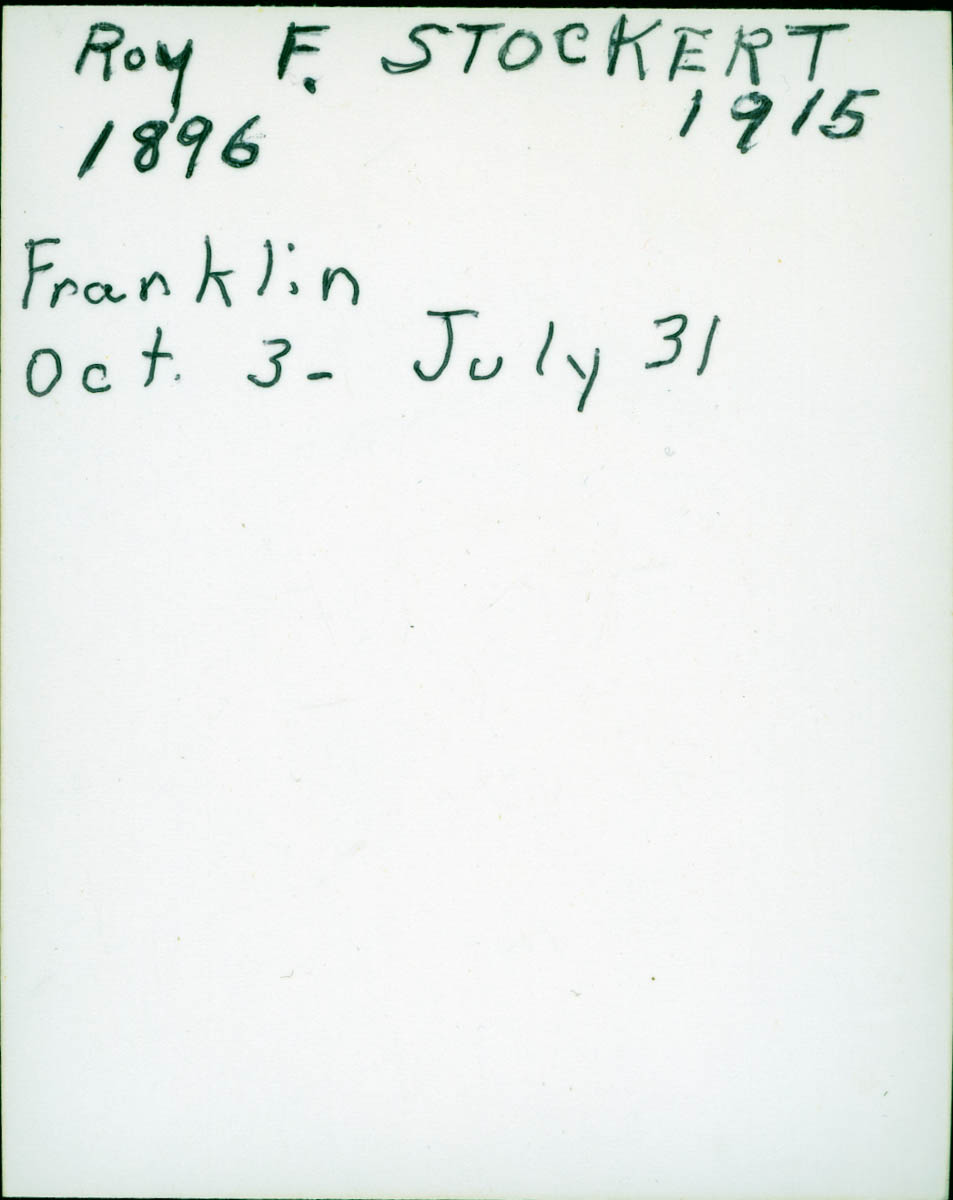 Roy F. STOCKERT
1896 1915
Franklin
Oct. 3- July 31